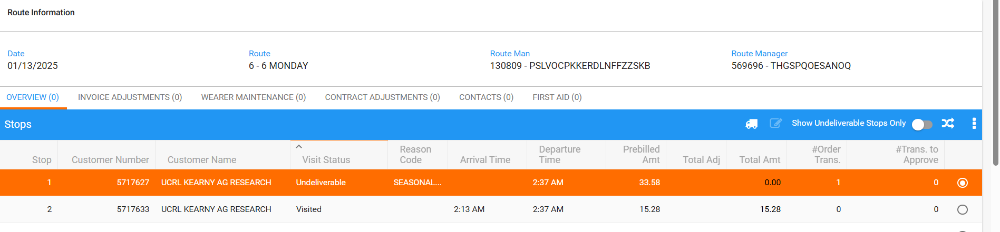 Route Information
Date Route Route Man Route Manager
01/13/2025 6 - 6 MONDAY 130809 - PSLVOCPKKERDLNFFZZSKB 569696 - THGSPQOESANOQ
OVERVIEW (0) INVOICE ADJUSTMENTS (0) WEARER MAINTENANCE (0) CONTRACT ADJUSTMENTS (0) CONTACTS (0) FIRST AID (0)
Stops Show Undeliverable Stops Only
Stop Customer Number Customer Name Visit Status Reason Code Arrival Time Departure Time Prebilled Amt Total Adj Total Amt #Order Trans. #Trans. to Approve
1 5717627 UCRL KEARNY AG RESEARCH Undeliverable SEASONAL... 2:37 AM 33.58 0.00 1 0
2 5717633 UCRL KEARNY AG RESEARCH Visited 2:13 AM 2:37 AM 15.28 15.28 0 0